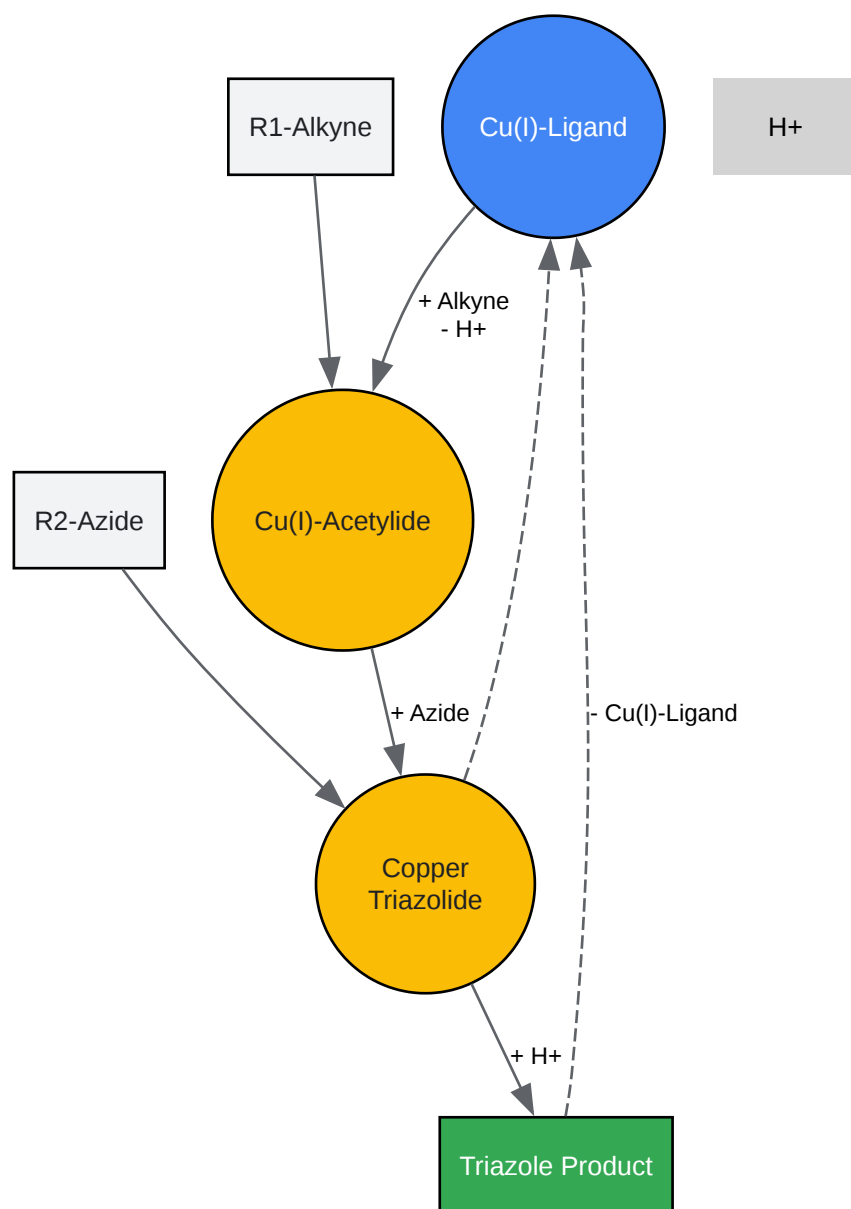 R1-Alkyne
Cu(I)-Ligand
H+
+ Alkyne
- H+
R2-Azide
Cu(I)-Acetylide
+ Azide
- Cu(I)-Ligand
Copper
Triazolide
+ H+
Triazole Product